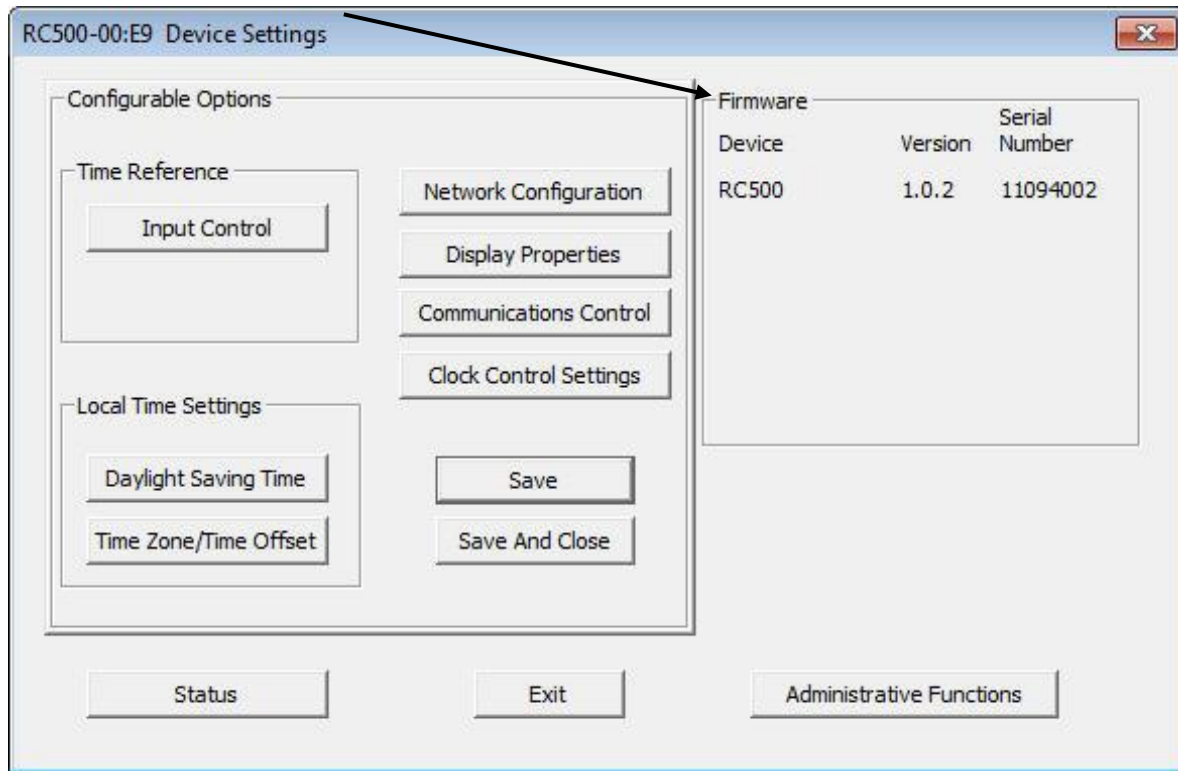 RC500-00:E9 Device Settings
Configurable Options
Time Reference
Input Control
Network Configuration
Display Properties
Communications Control
Clock Control Settings
Local Time Settings
Daylight Saving Time
Time Zone/Time Offset
Save
Save And Close
Firmware
Device Version Serial Number
RC500 1.0.2 11094002
Status
Exit
Administrative Functions